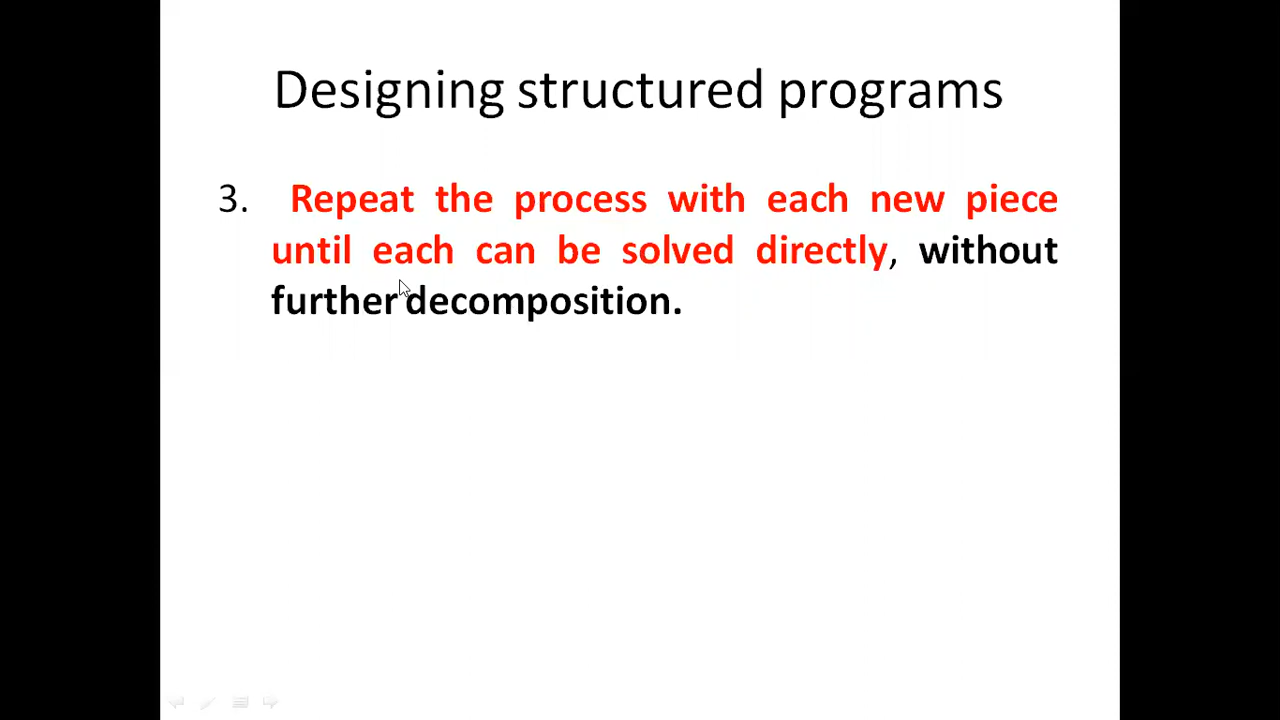 Designing structured programs
3. Repeat the process with each new piece
until each can be solved directly, without
further decomposition.